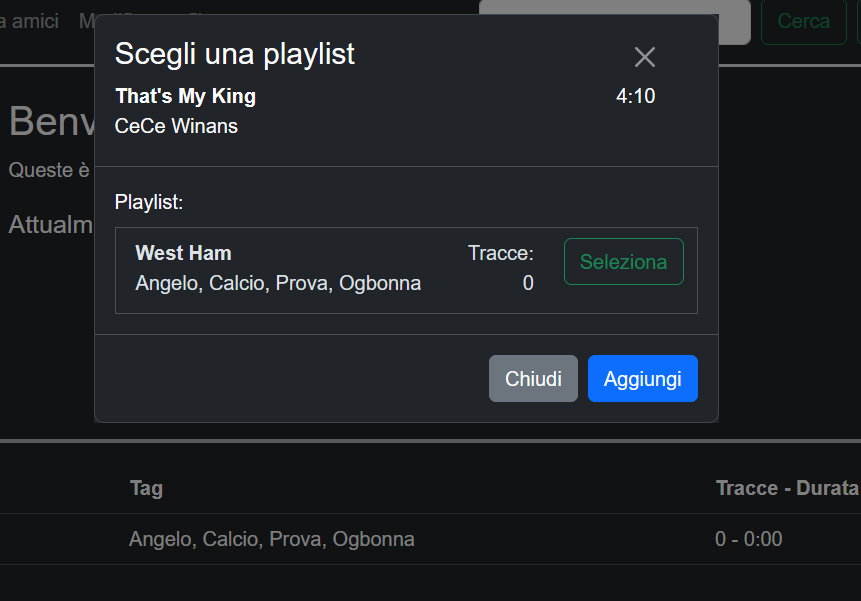 a amici
Cerca
Scegli una playlist
That's My King 4:10
CeCe Winans
Benv
Queste è
Attualm
Playlist:
West Ham Tracce: Seleziona
Angelo, Calcio, Prova, Ogbonna 0
Chiudi Aggiungi
Tag Tracce - Durata
Angelo, Calcio, Prova, Ogbonna 0 - 0:00